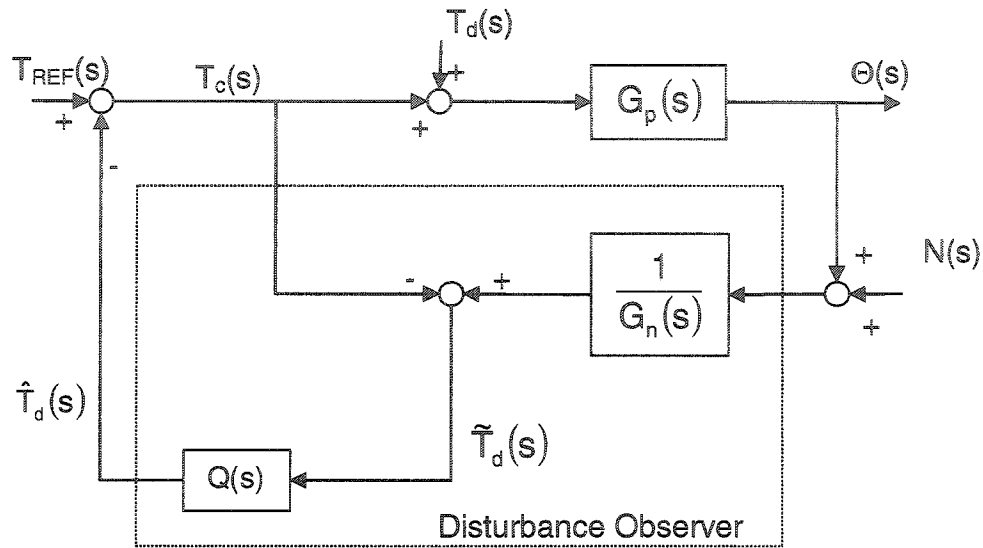 T_d(s)
T_REF(s)
T_c(s)
Θ(s)
+
+
+
G_p(s)
-
N(s)
+
+
-
+
1
G_n(s)
T̂_d(s)
T̃_d(s)
Q(s)
Disturbance Observer